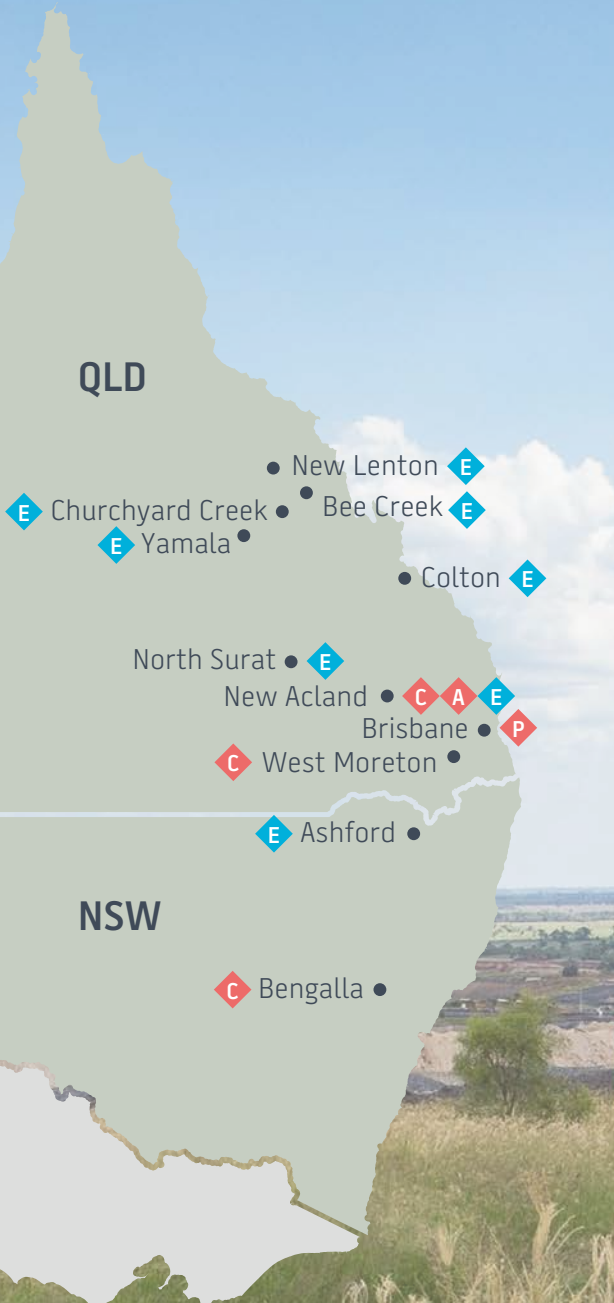 QLD
New Lenton E
E Churchyard Creek
Bee Creek E
E Yamala
Colton E
North Surat E
New Acland C A E
Brisbane P
C West Moreton
E Ashford
NSW
C Bengalla